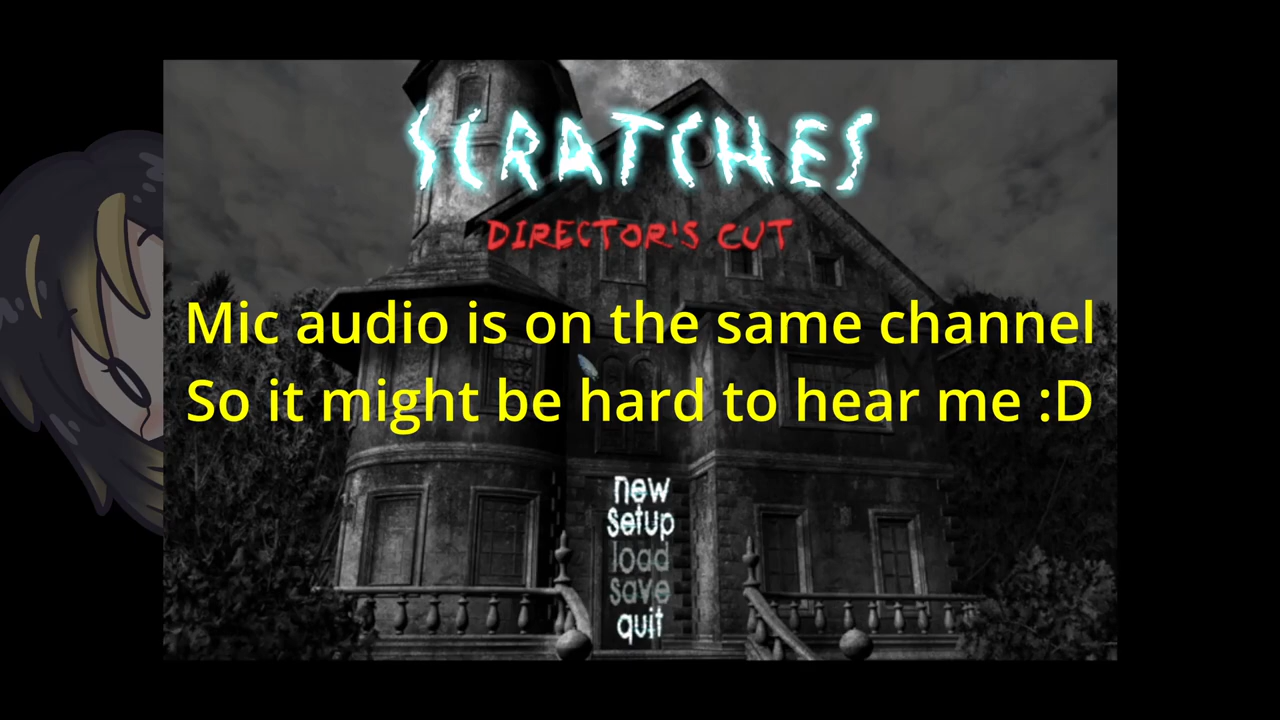 SCRATCHES
DIRECTOR'S CUT
Mic audio is on the same channel
So it might be hard to hear me :D
new
setup
load
save
quit